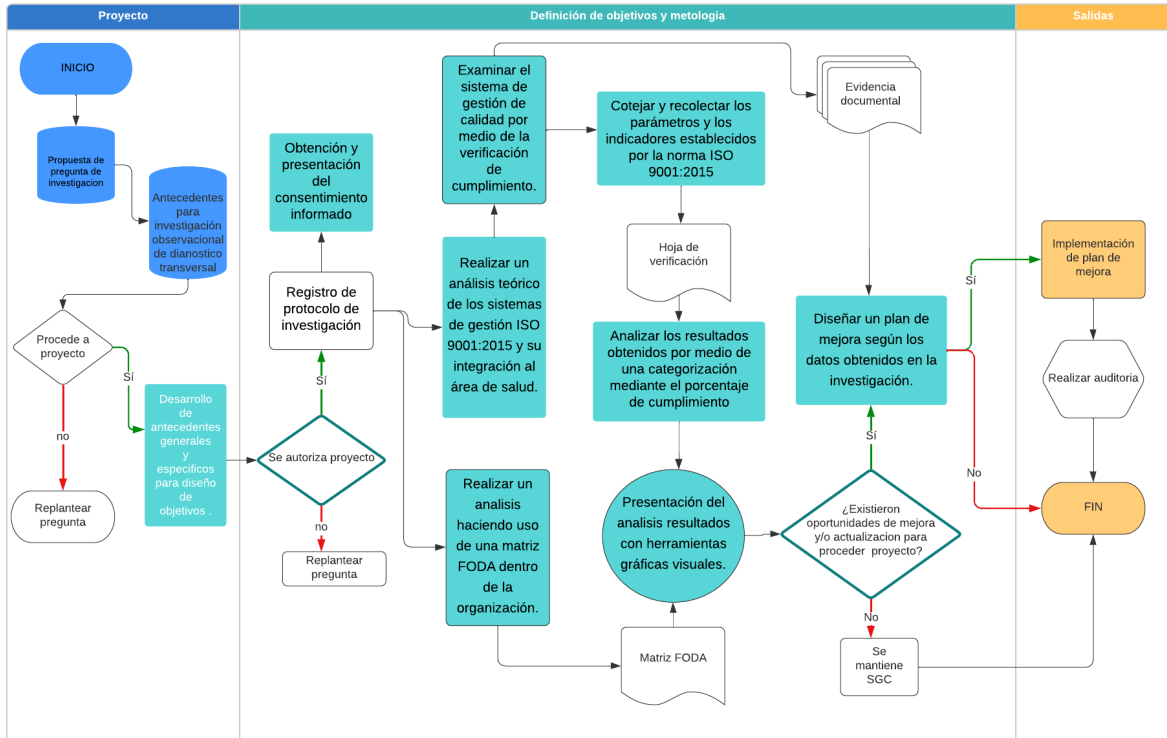 Proyecto
Definición de objetivos y metologia
Salidas
INICIO
Propuesta de
pregunta de
investigacion
Antecedentes
para
investigación
observacional
de dianostico
transversal
Procede a
proyecto
Sí
no
Replantear
pregunta
Desarrollo
de
antecedentes
generales
y
especificos
para diseño
de
objetivos .
Obtención y
presentación
del
consentimiento
informado
Registro de
protocolo de
investigación
Sí
Se autoriza proyecto
no
Replantear
pregunta
Examinar el
sistema de
gestión de
calidad por
medio de la
verificación
de
cumplimiento.
Realizar un
análisis teórico
de los sistemas
de gestión ISO
9001:2015 y su
integración al
área de salud.
Realizar un
analisis
haciendo uso
de una matriz
FODA dentro
de la
organización.
Cotejar y recolectar los
parámetros y los
indicadores establecidos
por la norma ISO
9001:2015
Hoja de
verificación
Analizar los resultados
obtenidos por medio de
una categorización
mediante el porcentaje
de cumplimiento
Presentación del
analisis resultados
con herramientas
gráficas visuales.
Matriz FODA
Evidencia
documental
Diseñar un plan de
mejora según los
datos obtenidos en la
investigación.
Sí
¿Existieron
oportunidades de mejora
y/o actualizacion para
proceder proyecto?
No
Se
mantiene
SGC
Sí
No
Implementación
de plan de
mejora
Realizar auditoria
FIN